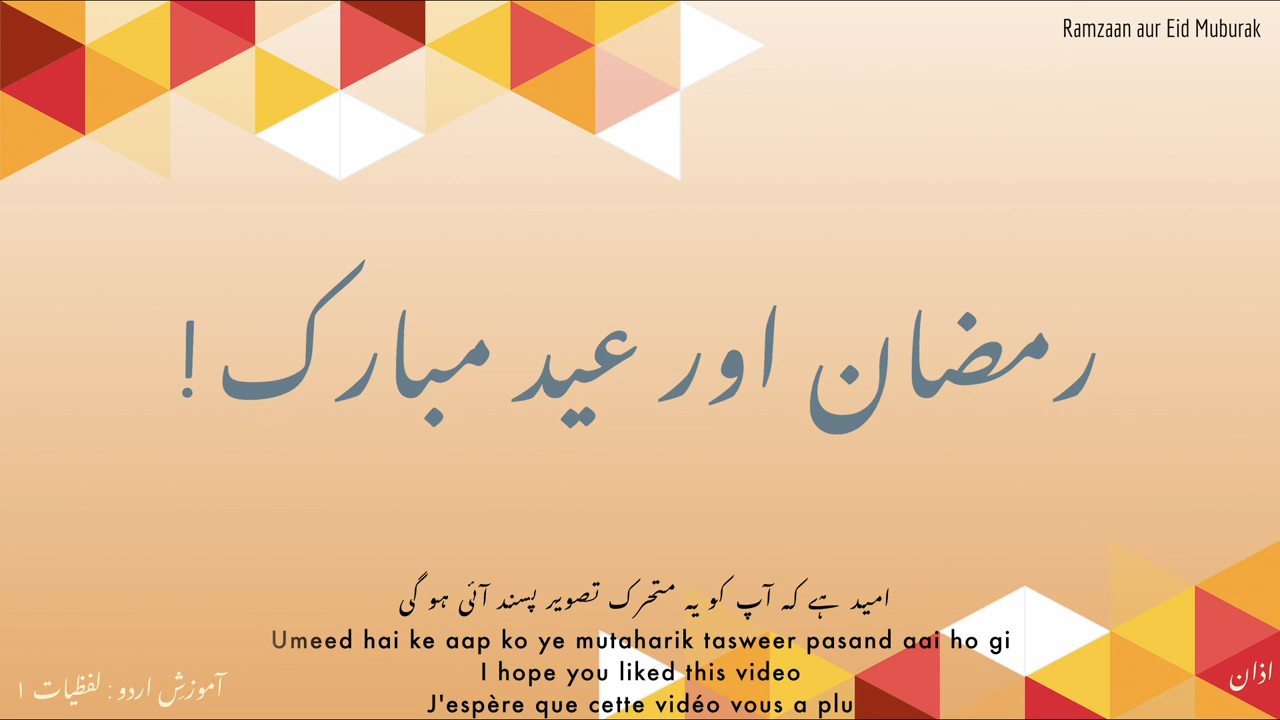 Ramzaan aur Eid Muburak
رمضان اور عید مبارک!
امید ہے کہ آپ کو یہ متحرک تصویر پسند آئی ہو گی
Umeed hai ke aap ko ye mutaharik tasweer pasand aai ho gi
I hope you liked this video
J'espère que cette vidéo vous a plu
آموزشِ اردو : لفظیات ۱
اذان